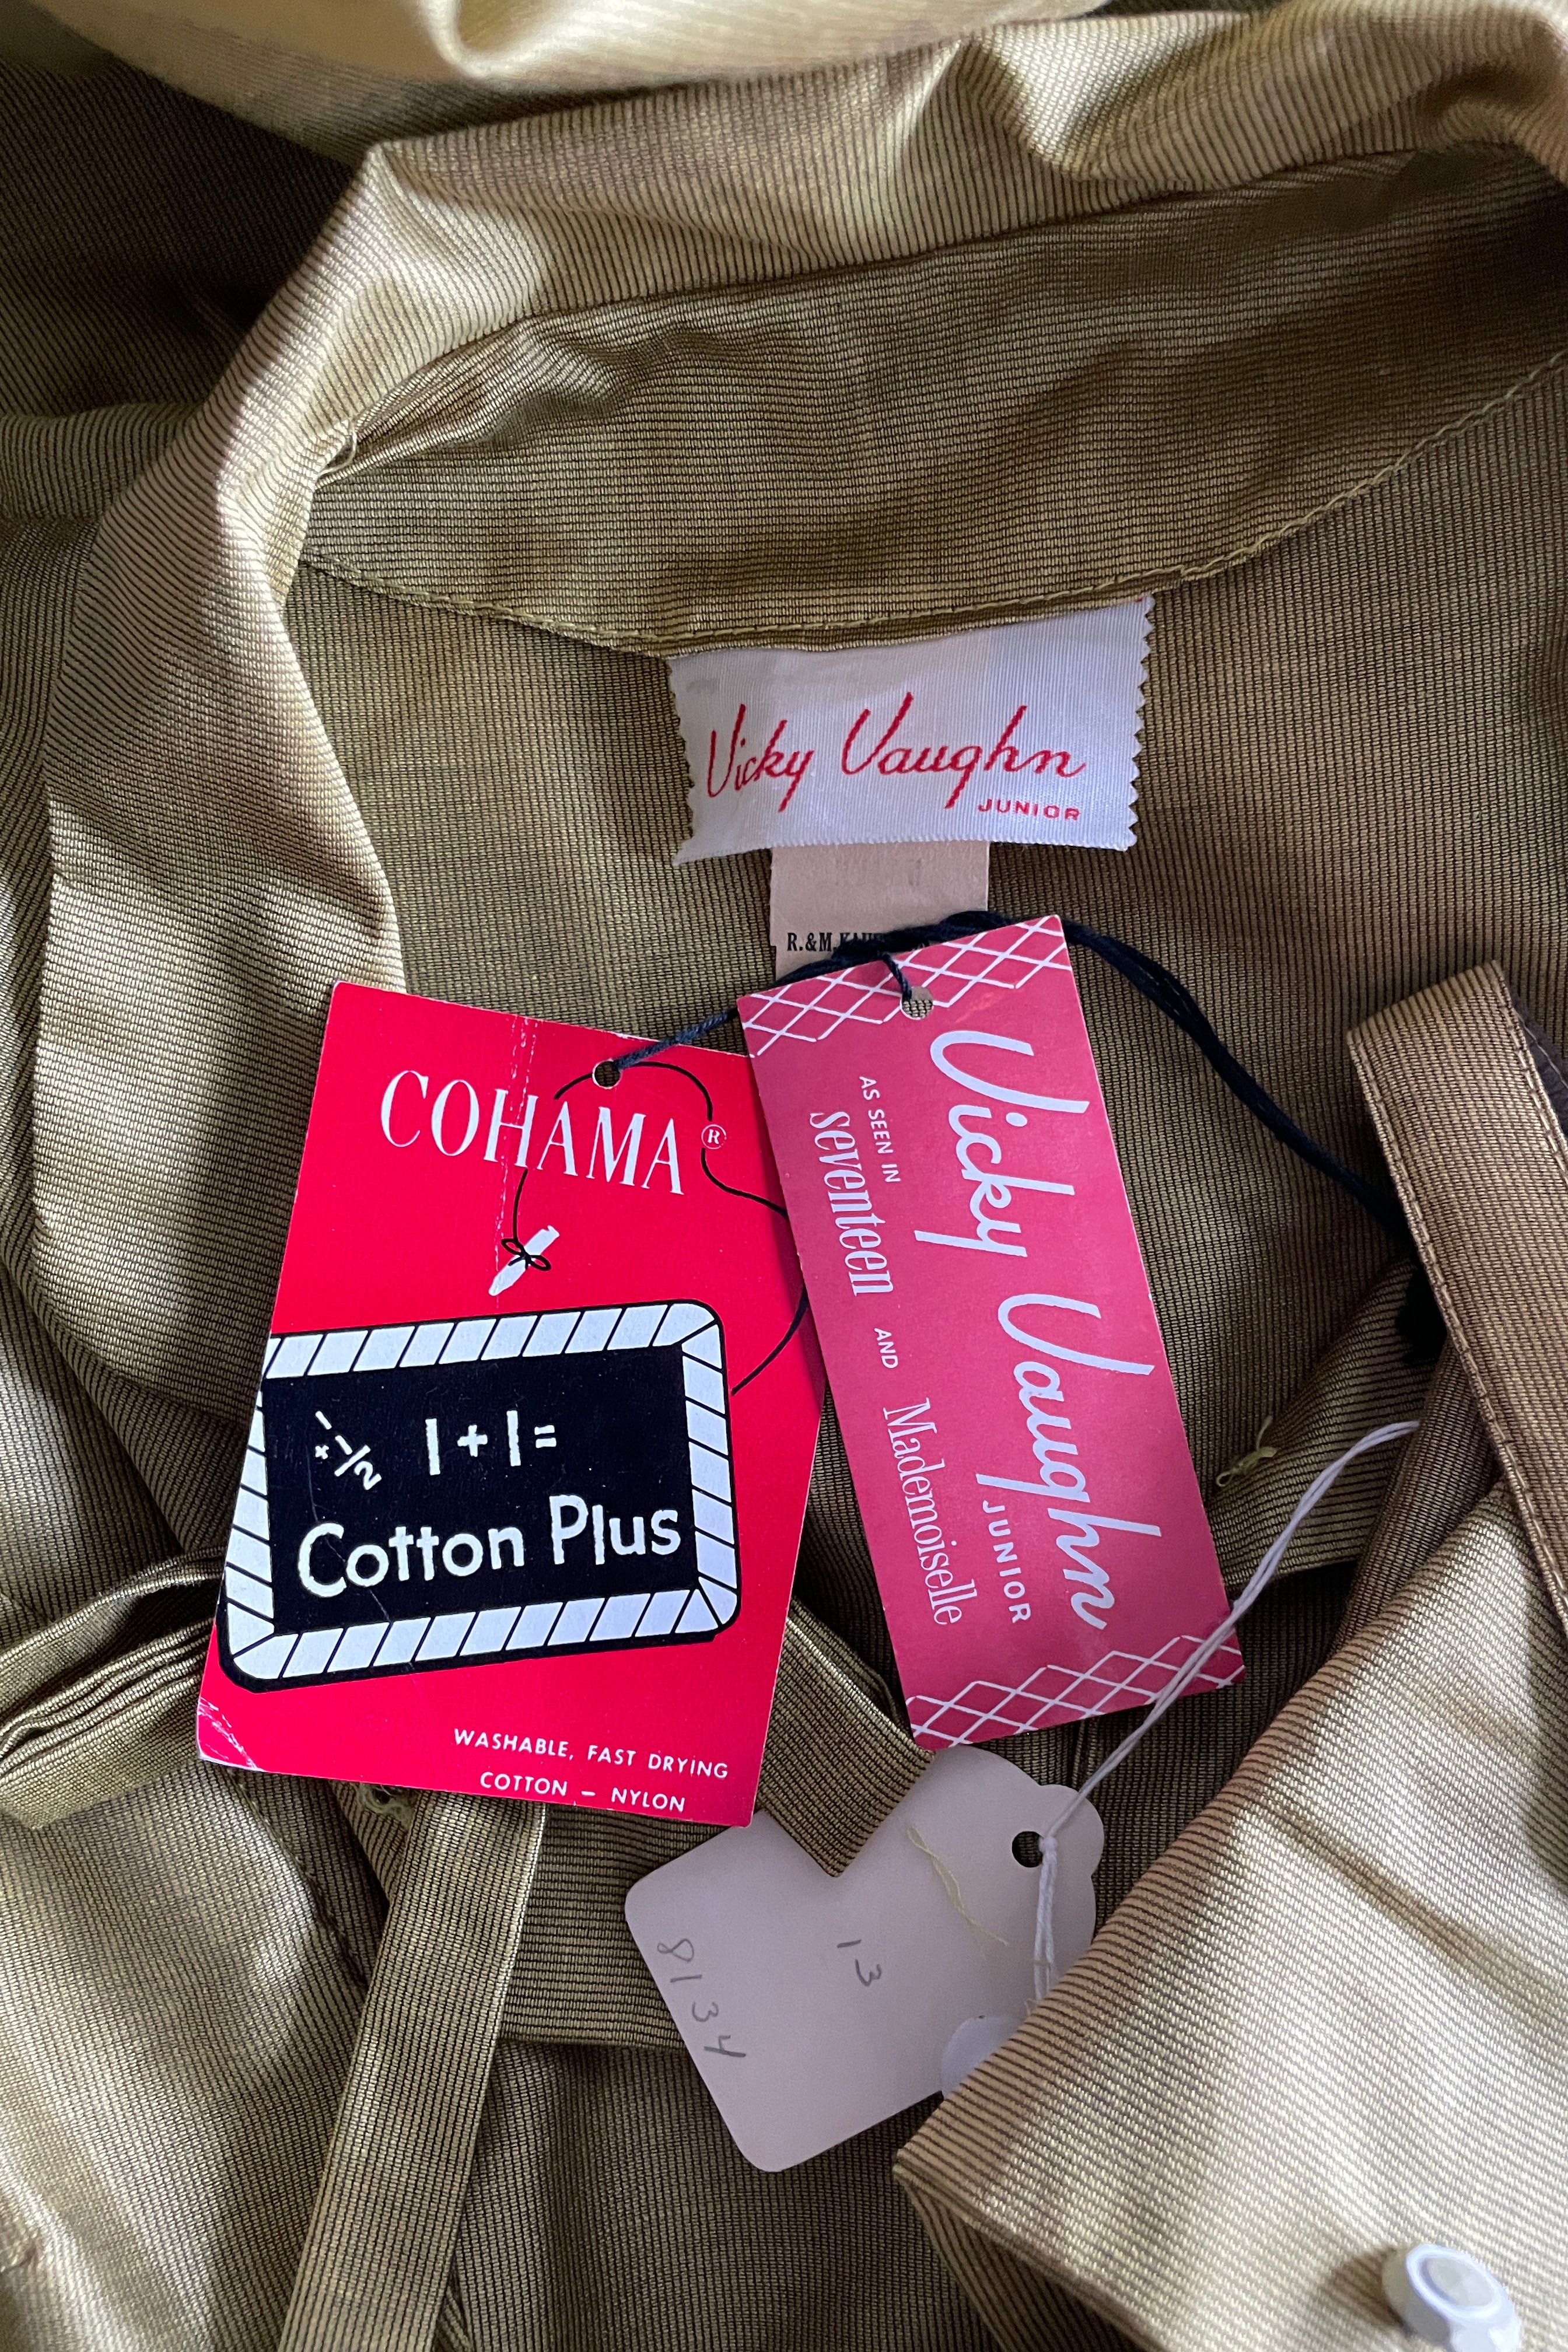 Vicky Vaughn
JUNIOR
R.&M.
COHAMA®
1
+ 1/2
1+1=
Cotton Plus
WASHABLE, FAST DRYING
COTTON – NYLON
Vicky Vaughn
JUNIOR
AS SEEN IN
seventeen AND Mademoiselle
13
8134